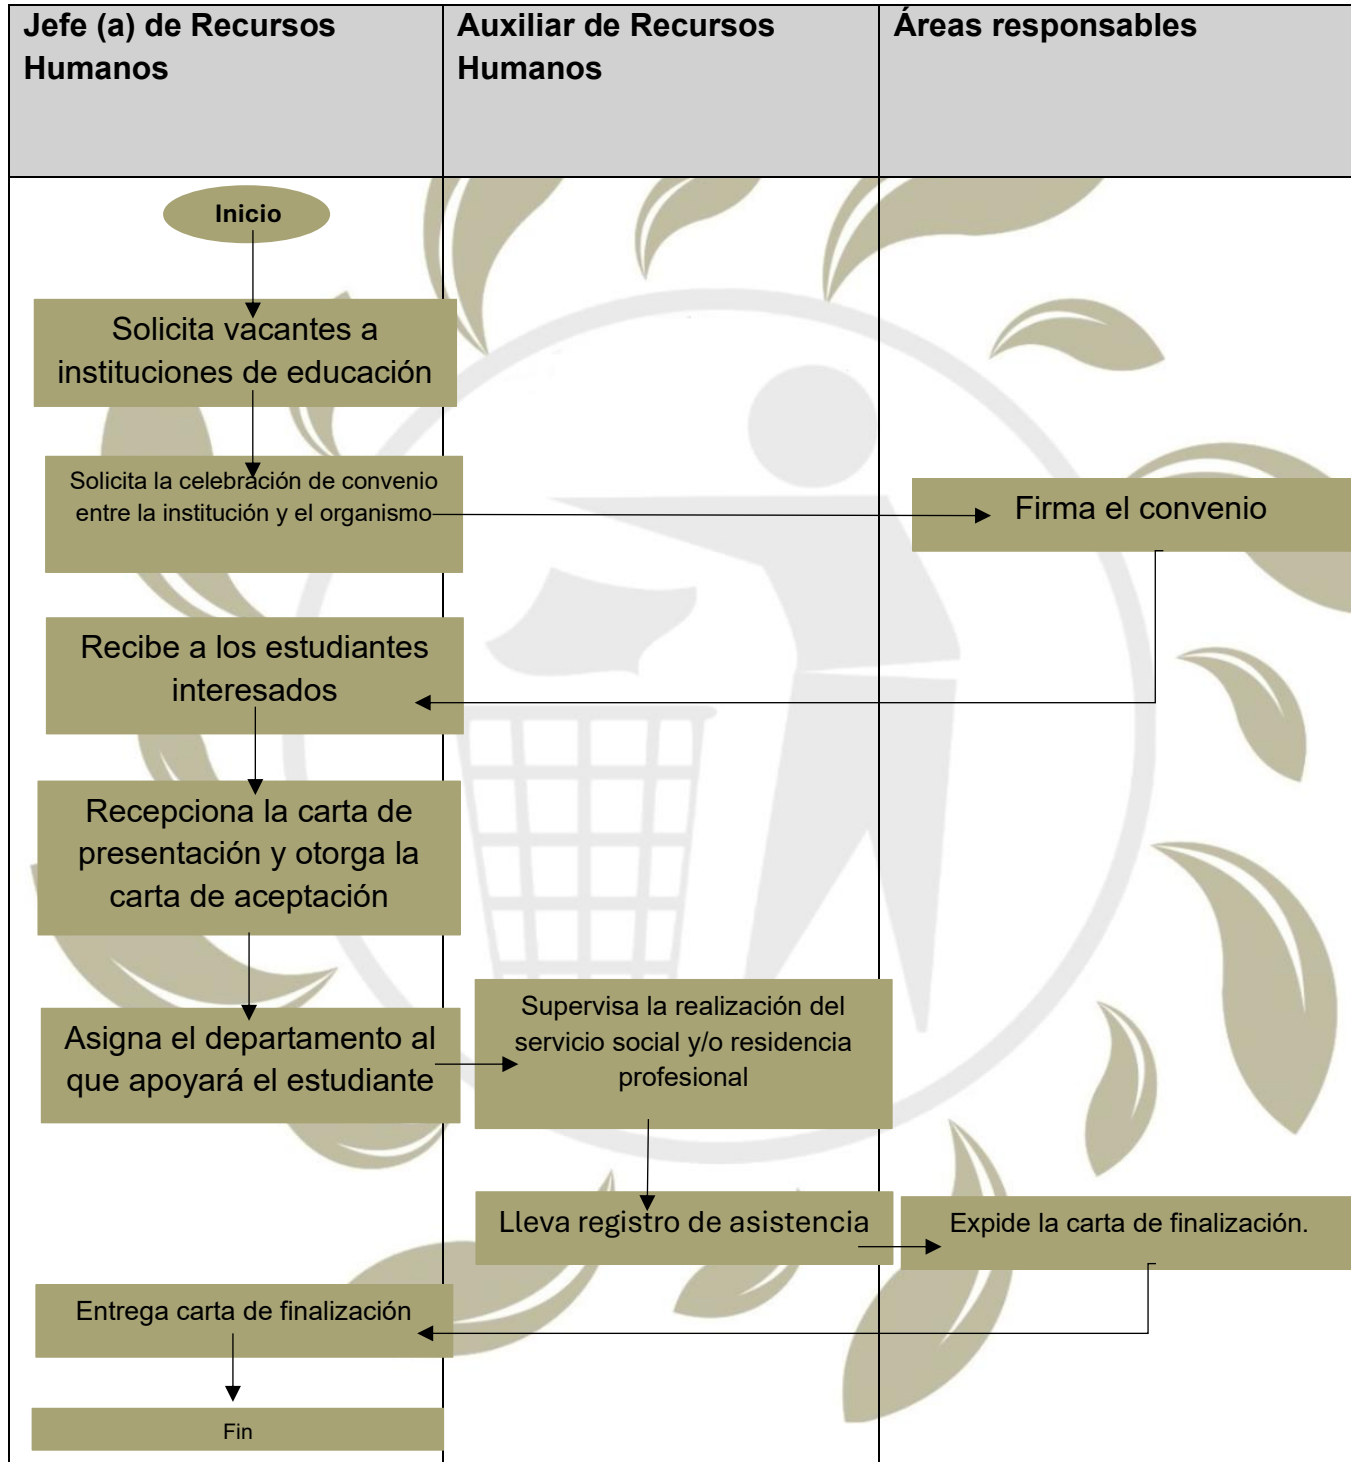 Jefe (a) de Recursos
Humanos
Auxiliar de Recursos
Humanos
Áreas responsables
Inicio
Solicita vacantes a
instituciones de educación
Solicita la celebración de convenio
entre la institución y el organismo
Firma el convenio
Recibe a los estudiantes
interesados
Recepciona la carta de
presentación y otorga la
carta de aceptación
Asigna el departamento al
que apoyará el estudiante
Supervisa la realización del
servicio social y/o residencia
profesional
Lleva registro de asistencia
Expide la carta de finalización.
Entrega carta de finalización
Fin